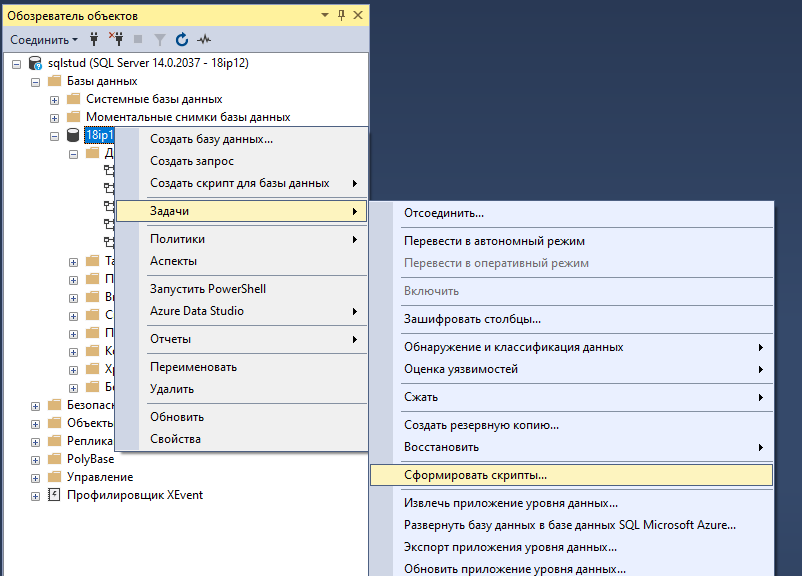 Обозреватель объектов
Соединить
sqlstud (SQL Server 14.0.2037 - 18ip12)
Базы данных
Системные базы данных
Моментальные снимки базы данных
18ip1
Д
Та
П
Вн
С
П
Хр
Бе
Безопасн
Объекты
Реплика
PolyBase
Управление
Профилировщик XEvent
Создать базу данных...
Создать запрос
Создать скрипт для базы данных
Задачи
Политики
Аспекты
Запустить PowerShell
Azure Data Studio
Отчеты
Переименовать
Удалить
Обновить
Свойства
Отсоединить...
Перевести в автономный режим
Перевести в оперативный режим
Включить
Зашифровать столбцы...
Обнаружение и классификация данных
Оценка уязвимостей
Сжать
Создать резервную копию...
Восстановить
Сформировать скрипты...
Извлечь приложение уровня данных...
Развернуть базу данных в базе данных SQL Microsoft Azure...
Экспорт приложения уровня данных...
Обновить приложение уровня данных...